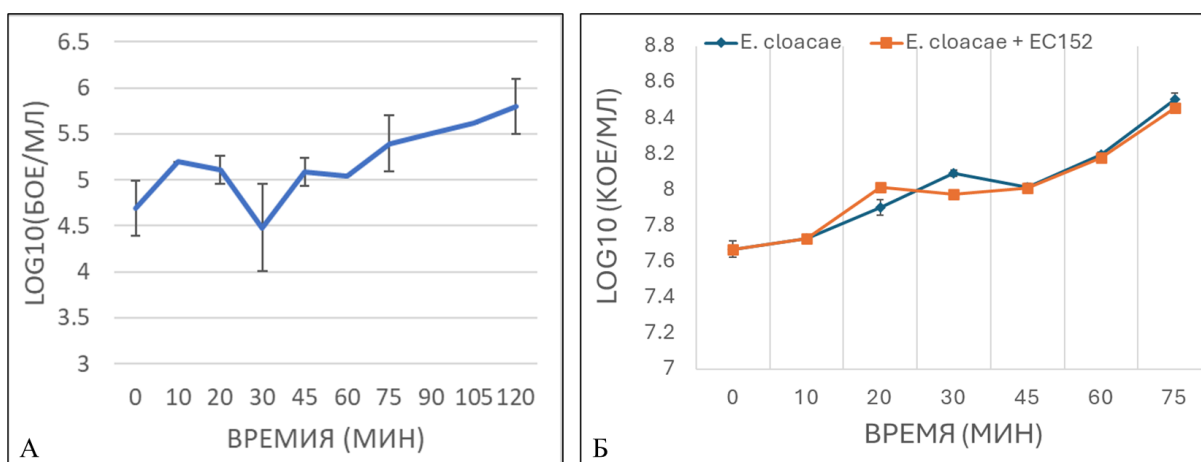 6.5
6
5.5
5
4.5
4
3.5
3
LOG10(БОЕ/МЛ)
0 10 20 30 45 60 75 90 105 120
ВРЕМИЯ (МИН)
А
E. cloacae E. cloacae + EC152
8.8
8.6
8.4
8.2
8
7.8
7.6
7.4
7.2
7
LOG10 (КОЕ/МЛ)
0 10 20 30 45 60 75
ВРЕМЯ (МИН)
Б